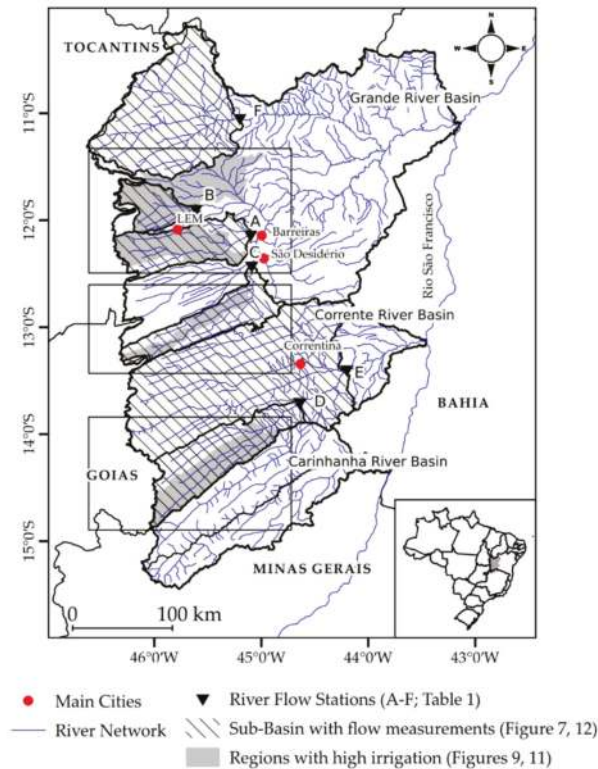 TOCANTINS
N
W
E
S
11°0'S
Grande River Basin
F
B
LEM
12°0'S
A
Barreiras
C
São Desidério
Rio São Francisco
13°0'S
Corrente River Basin
Correntina
E
D
BAHIA
14°0'S
GOIAS
Carinhanha River Basin
15°0'S
MINAS GERAIS
0 100 km
46°0'W 45°0'W 44°0'W 43°0'W
Main Cities
River Flow Stations (A-F; Table 1)
River Network
Sub-Basin with flow measurements (Figure 7, 12)
Regions with high irrigation (Figures 9, 11)